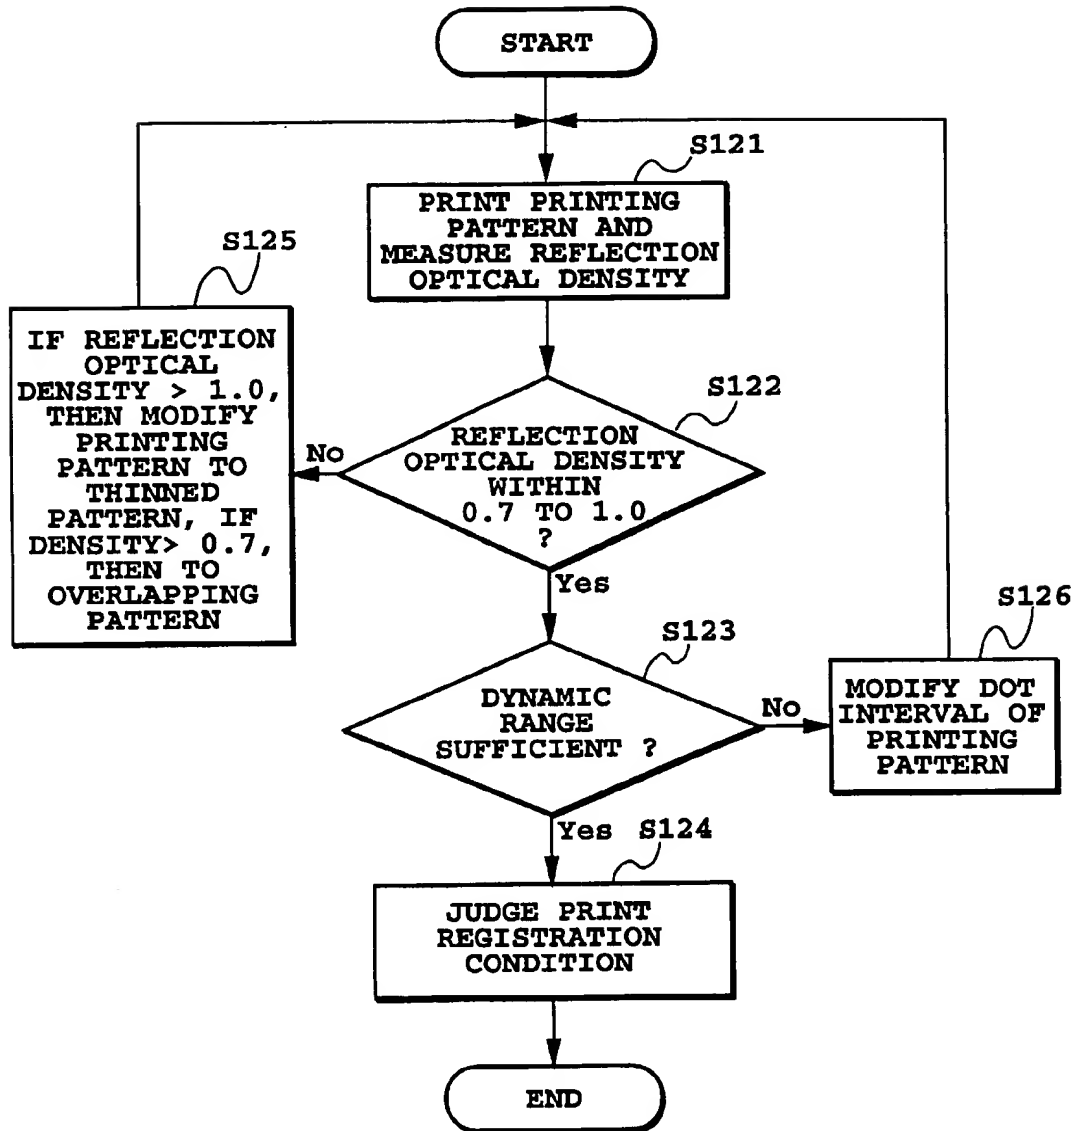 START
S121
PRINT PRINTING
PATTERN AND
MEASURE REFLECTION
OPTICAL DENSITY
S125
IF REFLECTION
OPTICAL
DENSITY > 1.0,
THEN MODIFY
PRINTING
PATTERN TO
THINNED
PATTERN, IF
DENSITY> 0.7,
THEN TO
OVERLAPPING
PATTERN
S122
REFLECTION
OPTICAL DENSITY
WITHIN
0.7 TO 1.0
?
No
Yes
S123
DYNAMIC
RANGE
SUFFICIENT ?
No
S126
MODIFY DOT
INTERVAL OF
PRINTING
PATTERN
Yes
S124
JUDGE PRINT
REGISTRATION
CONDITION
END